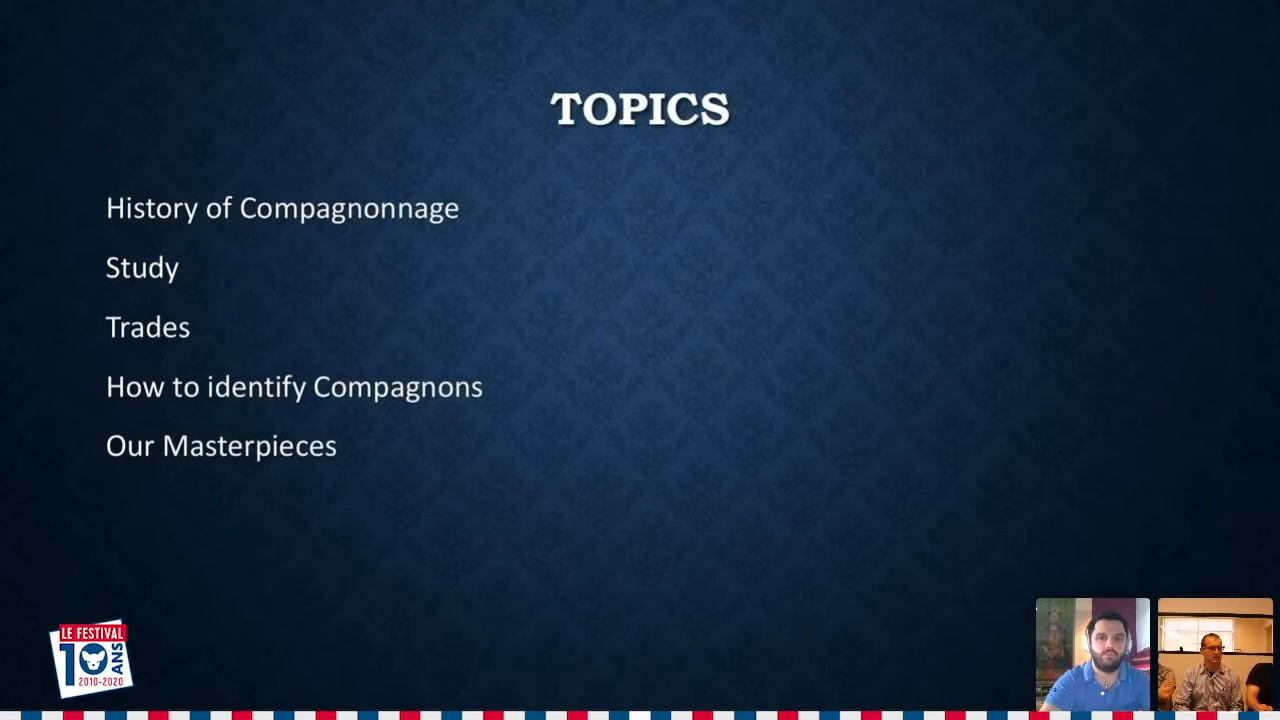 TOPICS
History of Compagnonnage
Study
Trades
How to identify Compagnons
Our Masterpieces
LE FESTIVAL
10 ANS
2010-2020